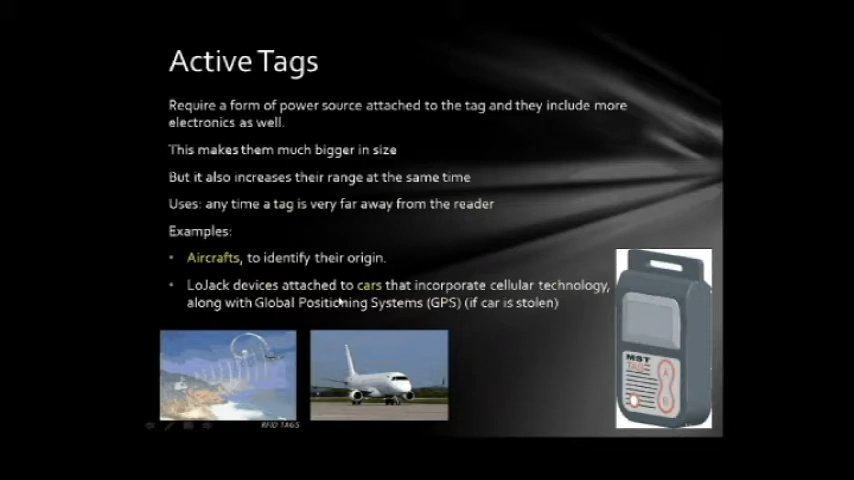 Active Tags
Require a form of power source attached to the tag and they include more
electronics as well.
This makes them much bigger in size
But it also increases their range at the same time
Uses: any time a tag is very far away from the reader
Examples:
• Aircrafts, to identify their origin.
• LoJack devices attached to cars that incorporate cellular technology,
along with Global Positioning Systems (GPS) (if car is stolen)
MST
TAG
A
B
RFID TAGS